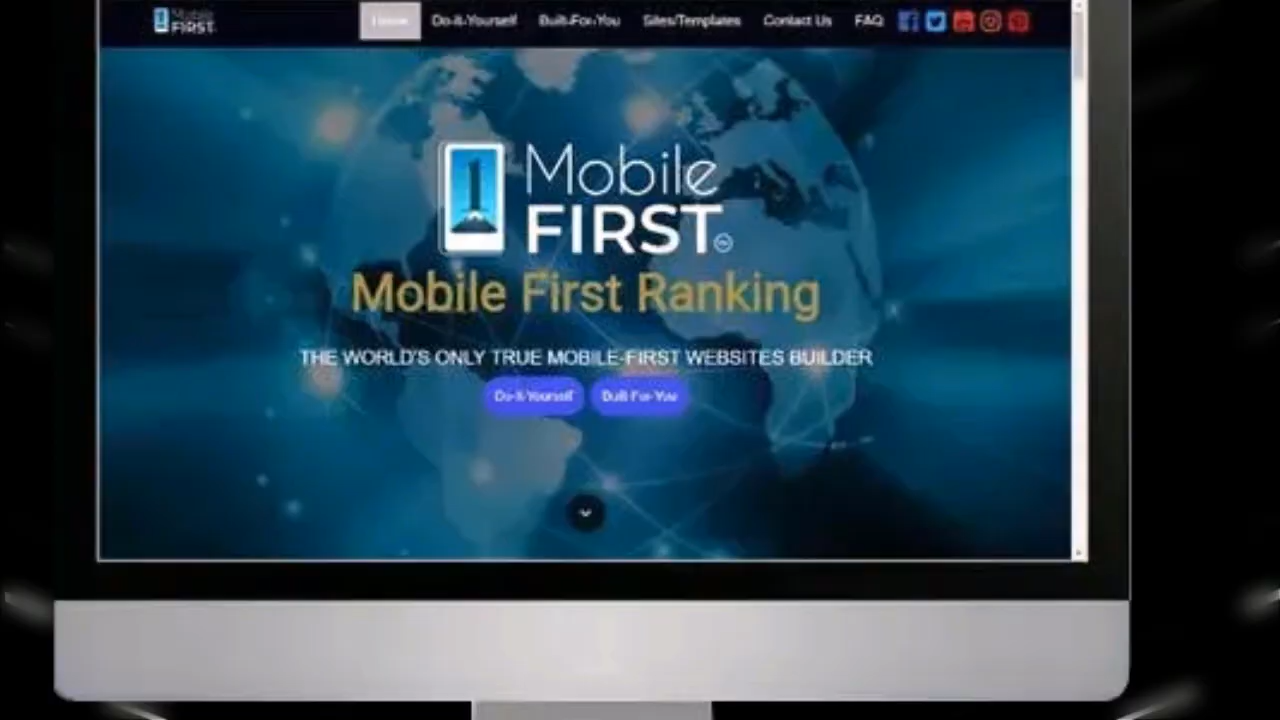 Mobile
FIRST
Home Do-It-Yourself Built-For-You Sites/Templates Contact Us FAQ
Mobile
FIRST
Mobile First Ranking
THE WORLD'S ONLY TRUE MOBILE-FIRST WEBSITES BUILDER
Do-It-Yourself Built-For-You